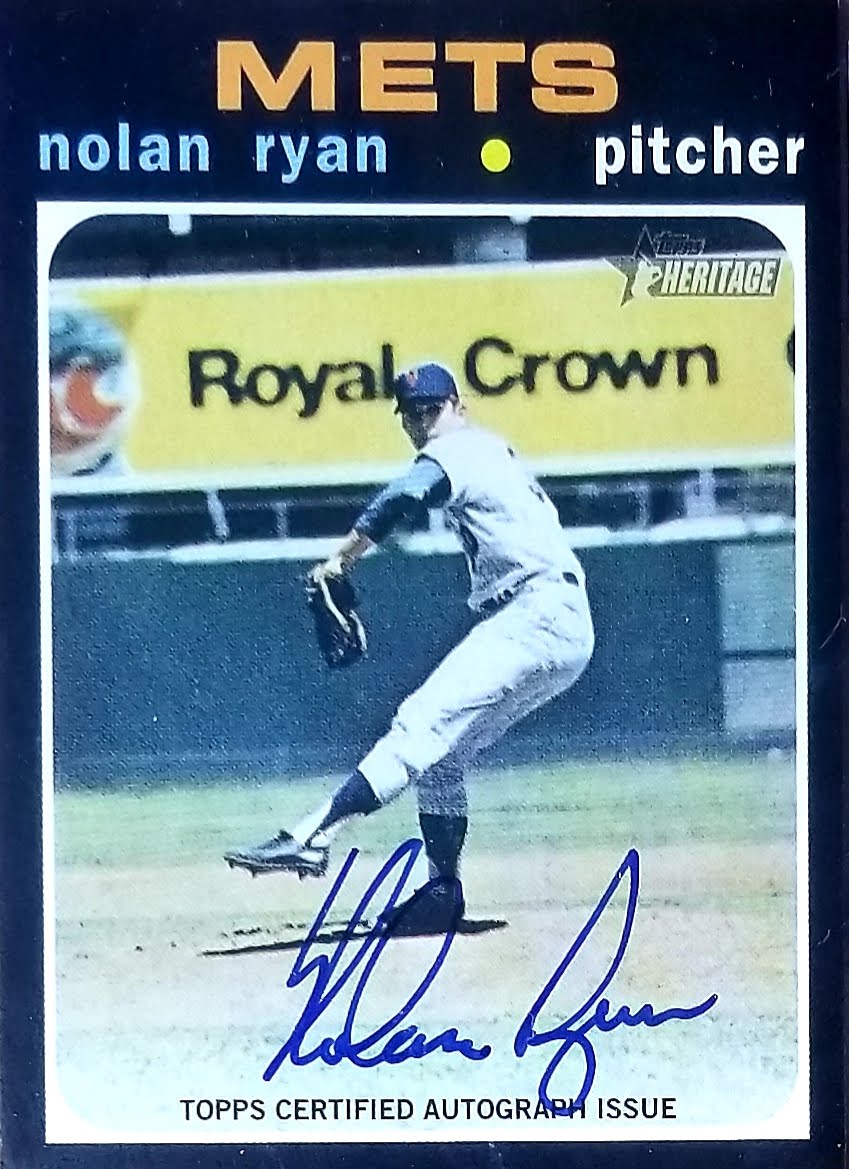 METS
nolan ryan • pitcher
Topps
HERITAGE
Royal Crown
Nolan Ryan
TOPPS CERTIFIED AUTOGRAPH ISSUE